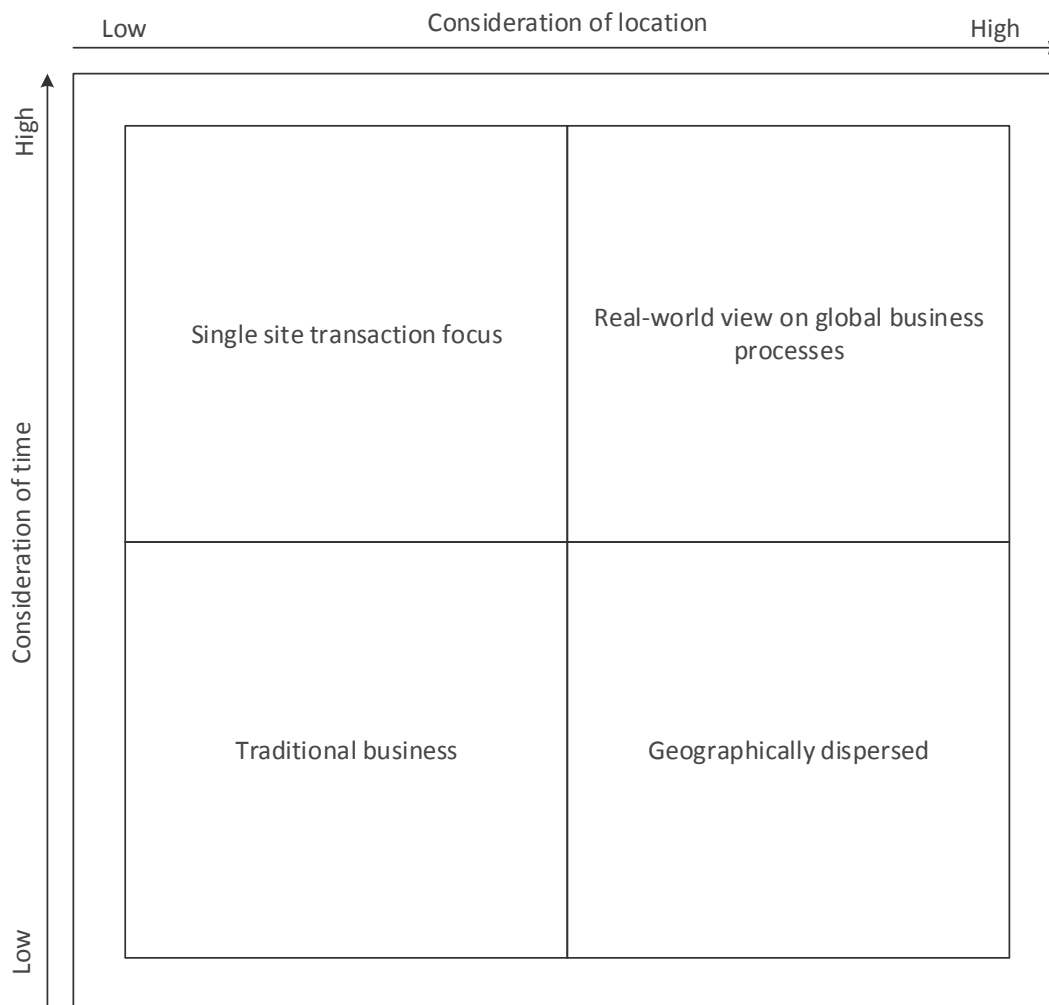 Low
Consideration of location
High
High
Single site transaction focus
Real-world view on global business
processes
Consideration of time
Traditional business
Geographically dispersed
Low